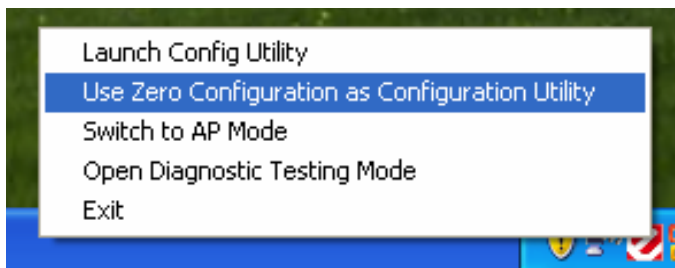 Launch Config Utility
Use Zero Configuration as Configuration Utility
Switch to AP Mode
Open Diagnostic Testing Mode
Exit